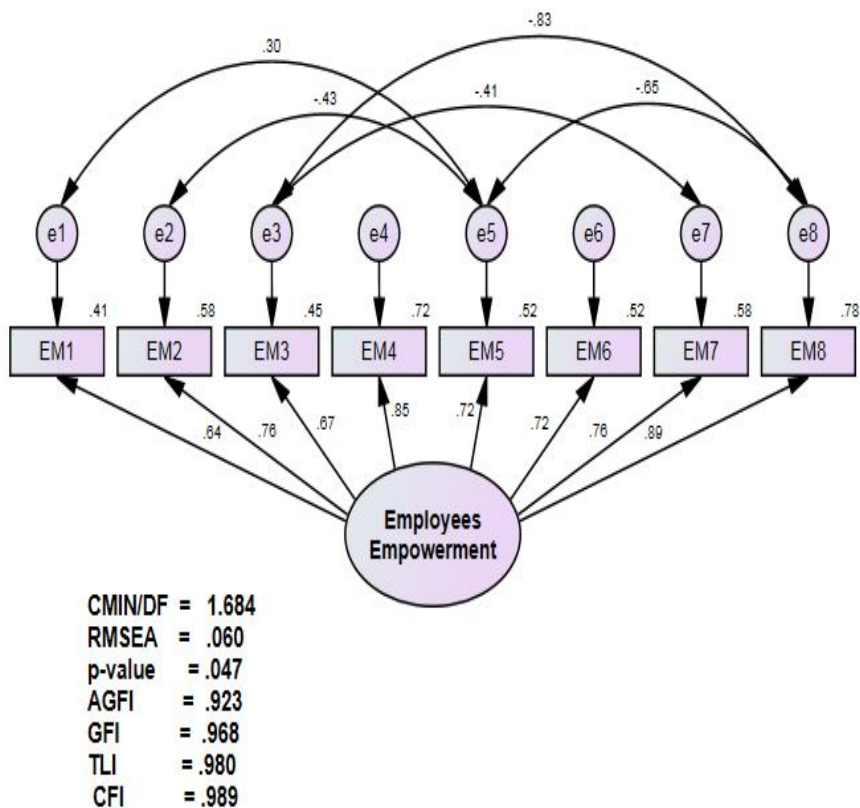 -.83
.30
-.43
-.41
-.65
e1 e2 e3 e4 e5 e6 e7 e8
.41 .58 .45 .72 .52 .52 .58 .78
EM1 EM2 EM3 EM4 EM5 EM6 EM7 EM8
.64 .76 .67 .85 .72 .72 .76 .89
Employees
Empowerment
CMIN/DF = 1.684
RMSEA = .060
p-value = .047
AGFI = .923
GFI = .968
TLI = .980
CFI = .989